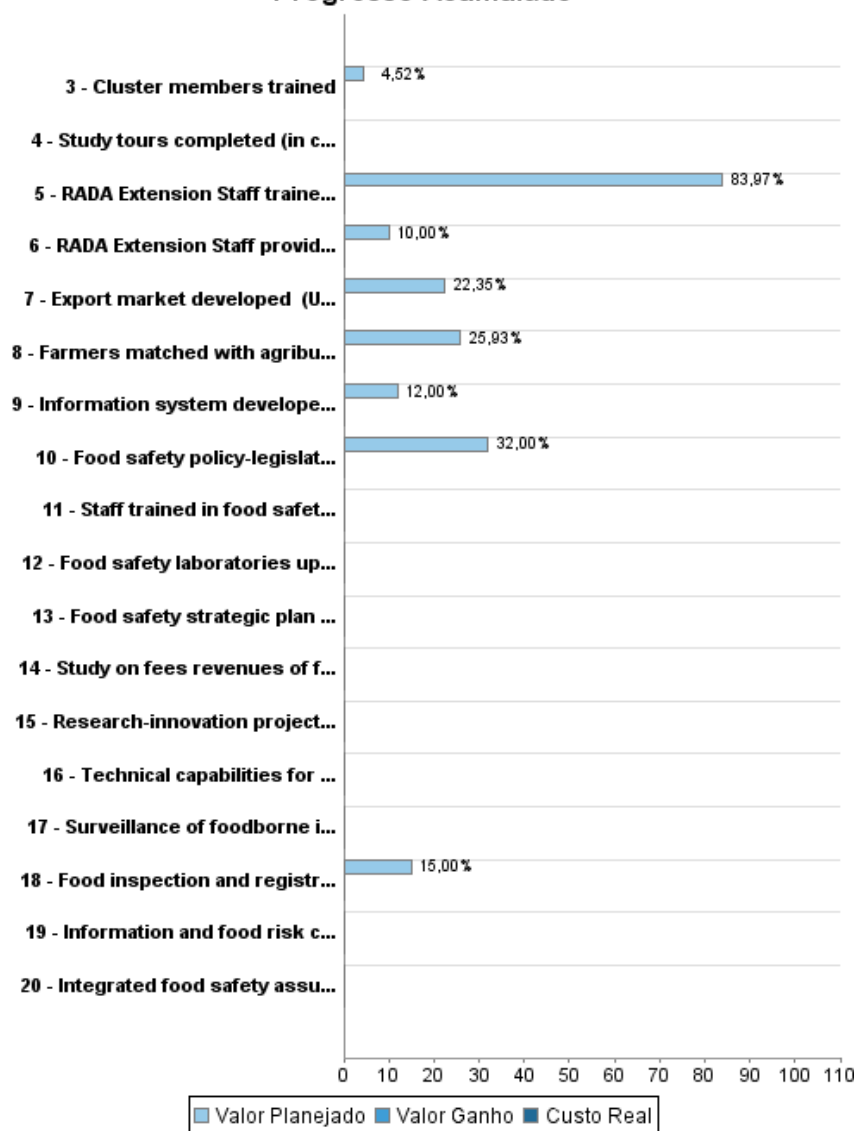 3 - Cluster members trained
4,52%
4 - Study tours completed (in c...
5 - RADA Extension Staff traine...
83,97%
6 - RADA Extension Staff provid...
10,00%
7 - Export market developed (U...
22,35%
8 - Farmers matched with agribu...
25,93%
9 - Information system develope...
12,00%
10 - Food safety policy-legislat...
32,00%
11 - Staff trained in food safet...
12 - Food safety laboratories up...
13 - Food safety strategic plan ...
14 - Study on fees revenues of f...
15 - Research-innovation project...
16 - Technical capabilities for ...
17 - Surveillance of foodborne i...
18 - Food inspection and registr...
15,00%
19 - Information and food risk c...
20 - Integrated food safety assu...
0 10 20 30 40 50 60 70 80 90 100 110
Valor Planejado Valor Ganho Custo Real